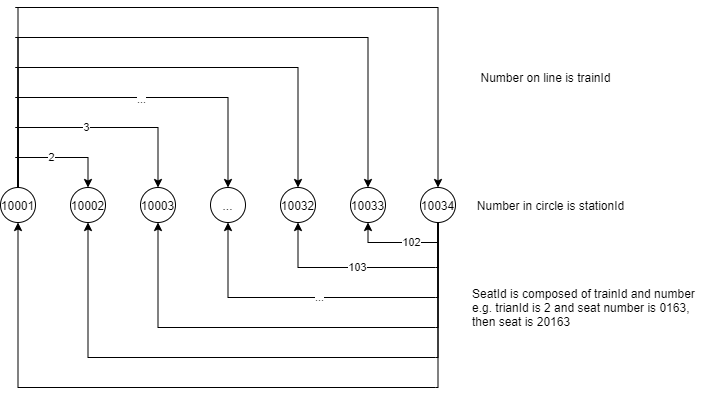 Number on line is trainId
...
3
2
10001
10002
10003
...
10032
10033
10034
Number in circle is stationId
102
103
...
SeatId is composed of trainId and number
e.g. trianId is 2 and seat number is 0163,
then seat is 20163